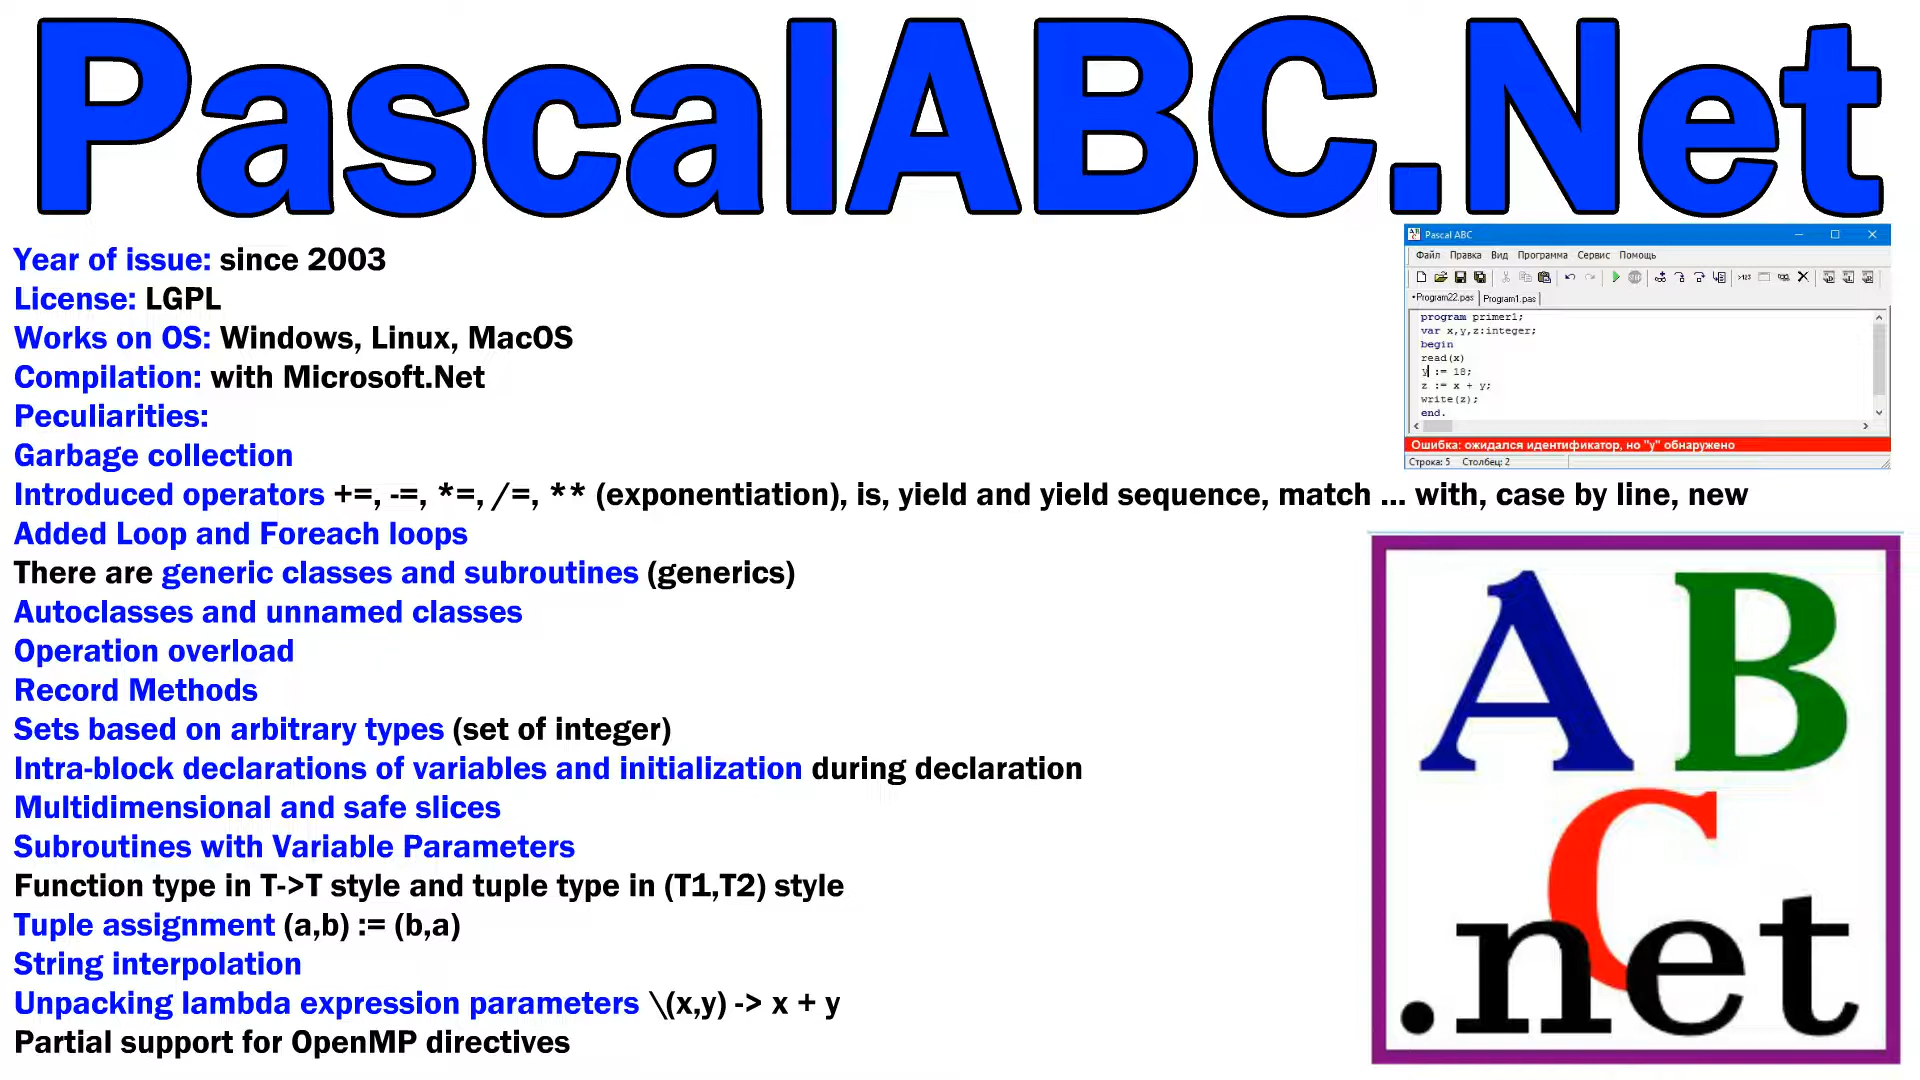 PascalABC.Net
Year of issue: since 2003
License: LGPL
Works on OS: Windows, Linux, MacOS
Compilation: with Microsoft.Net
Peculiarities:
Garbage collection
Introduced operators +=, -=, *=, /=, ** (exponentiation), is, yield and yield sequence, match ... with, case by line, new
Added Loop and Foreach loops
There are generic classes and subroutines (generics)
Autoclasses and unnamed classes
Operation overload
Record Methods
Sets based on arbitrary types (set of integer)
Intra-block declarations of variables and initialization during declaration
Multidimensional and safe slices
Subroutines with Variable Parameters
Function type in T->T style and tuple type in (T1,T2) style
Tuple assignment (a,b) := (b,a)
String interpolation
Unpacking lambda expression parameters \(x,y) -> x + y
Partial support for OpenMP directives
Pascal ABC
Файл Правка Вид Программа Сервис Помощь
•Program22.pas Program1.pas
program primer1;
var x,y,z:integer;
begin
read(x)
y := 18;
z := x + y;
write(z);
end.
Ошибка: ожидался идентификатор, но "y" обнаружено
Строка: 5 Столбец: 2
A B
C
.net